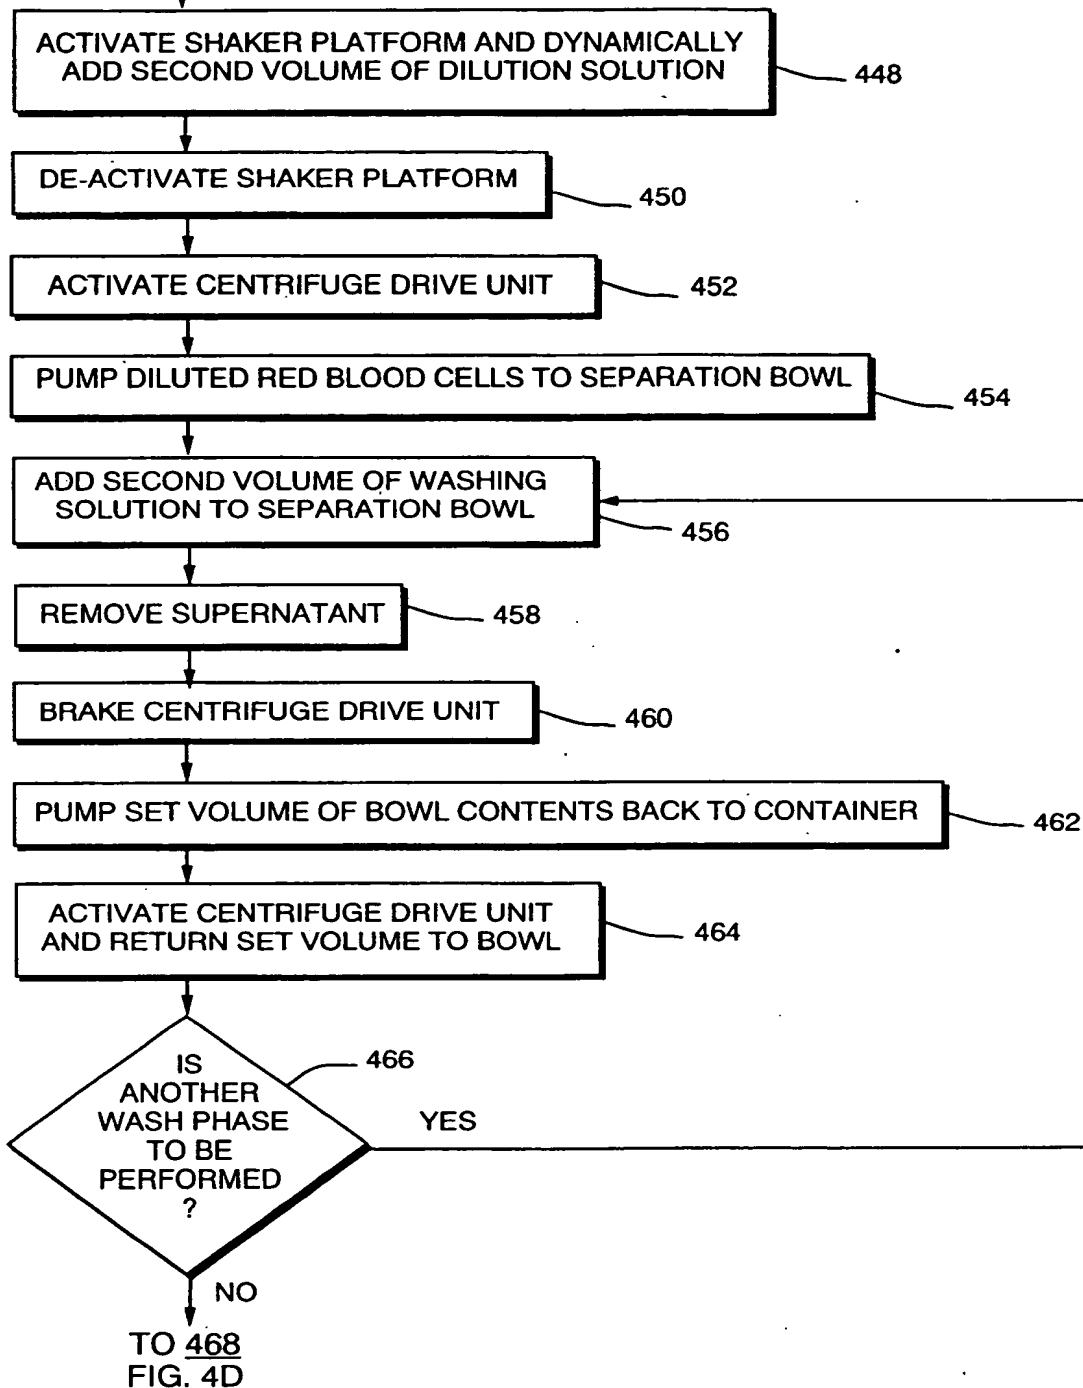 ACTIVATE SHAKER PLATFORM AND DYNAMICALLY
ADD SECOND VOLUME OF DILUTION SOLUTION
448
DE-ACTIVATE SHAKER PLATFORM
450
ACTIVATE CENTRIFUGE DRIVE UNIT
452
PUMP DILUTED RED BLOOD CELLS TO SEPARATION BOWL
454
ADD SECOND VOLUME OF WASHING
SOLUTION TO SEPARATION BOWL
456
REMOVE SUPERNATANT
458
BRAKE CENTRIFUGE DRIVE UNIT
460
PUMP SET VOLUME OF BOWL CONTENTS BACK TO CONTAINER
462
ACTIVATE CENTRIFUGE DRIVE UNIT
AND RETURN SET VOLUME TO BOWL
464
IS
ANOTHER
WASH PHASE
TO BE
PERFORMED
?
466
YES
NO
TO 468
FIG. 4D